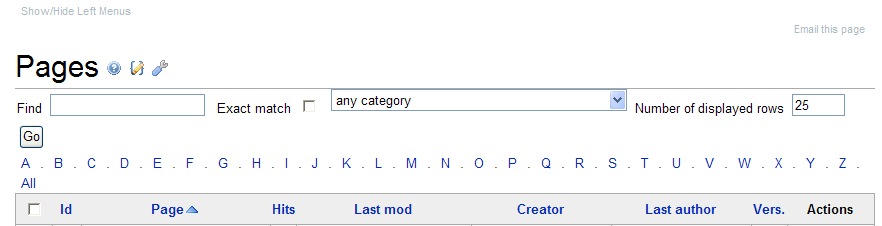 Show/Hide Left Menus
Email this page
Pages
Find Exact match any category Number of displayed rows 25
Go
A . B . C . D . E . F . G . H . I . J . K . L . M . N . O . P . Q . R . S . T . U . V . W . X . Y . Z .
All
Id Page Hits Last mod Creator Last author Vers. Actions